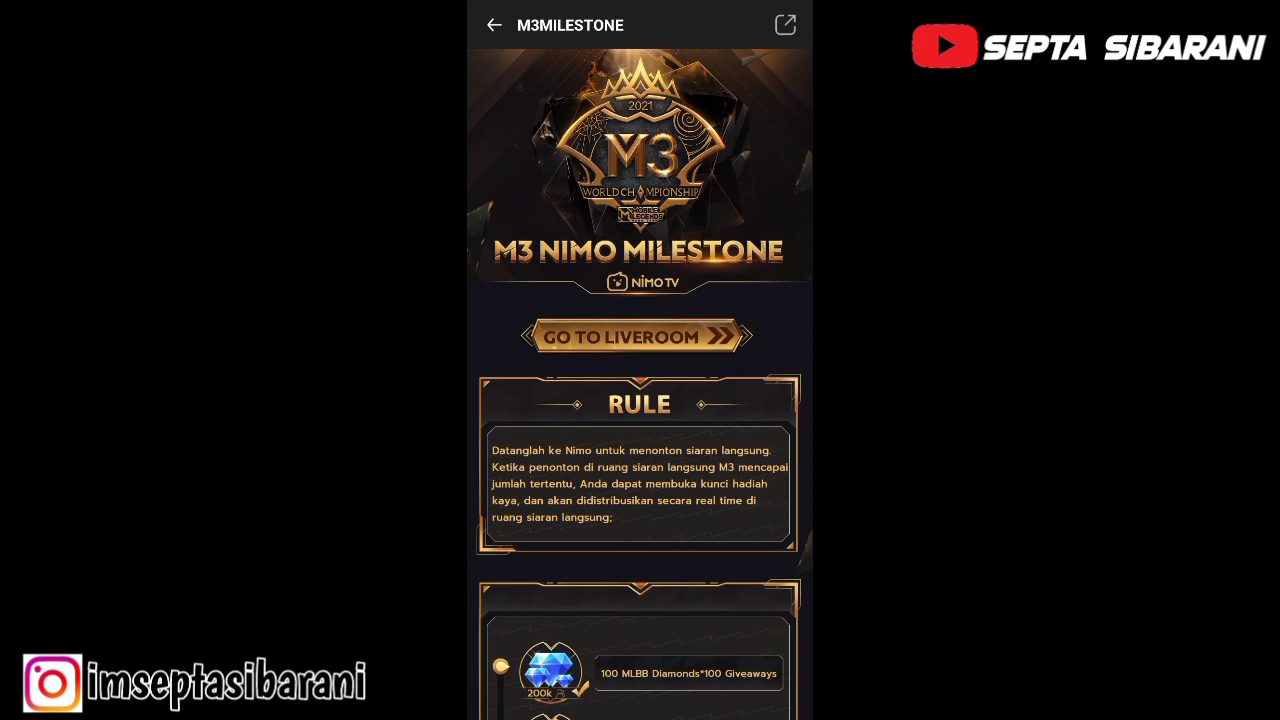 M3MILESTONE
SEPTA SIBARANI
2021
M3
WORLD CHAMPIONSHIP
MOBILE
LEGENDS
M3 NIMO MILESTONE
NIMO TV
GO TO LIVEROOM
RULE
Datanglah ke Nimo untuk menonton siaran langsung.
Ketika penonton di ruang siaran langsung M3 mencapai
jumlah tertentu, Anda dapat membuka kunci hadiah
kaya, dan akan didistribusikan secara real time di
ruang siaran langsung;
100 MLBB Diamonds*100 Giveaways
200k
imseptasibarani